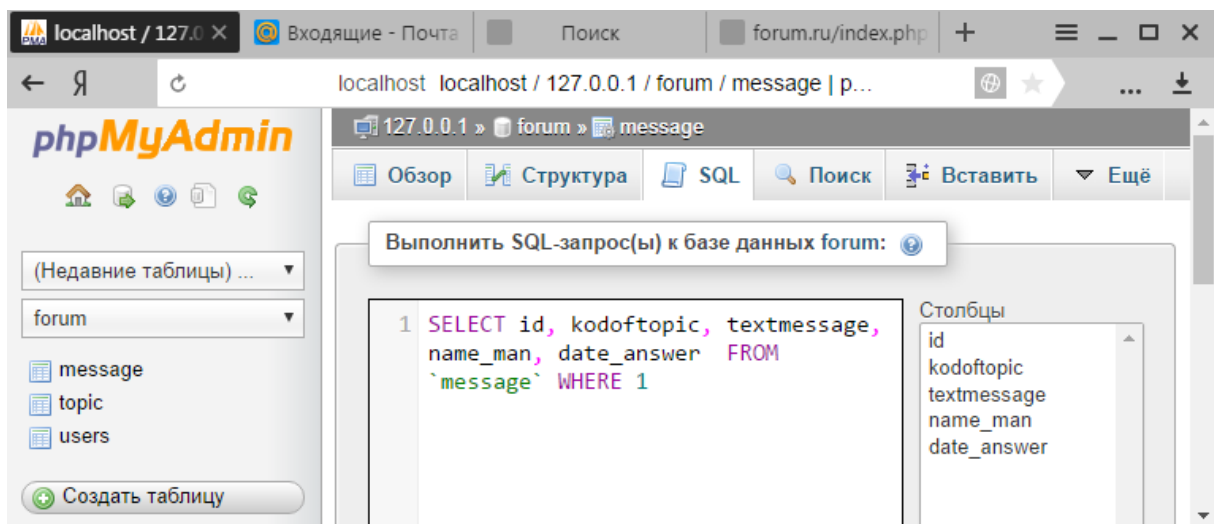 localhost / 127.0
Входящие - Почта
Поиск
forum.ru/index.php
Я
localhost localhost / 127.0.0.1 / forum / message | p...
phpMyAdmin
127.0.0.1 » forum » message
Обзор
Структура
SQL
Поиск
Вставить
Ещё
Выполнить SQL-запрос(ы) к базе данных forum:
(Недавние таблицы) ...
forum
message
topic
users
Создать таблицу
1 SELECT id, kodoftopic, textmessage,
name_man, date_answer FROM
`message` WHERE 1
Столбцы
id
kodoftopic
textmessage
name_man
date_answer